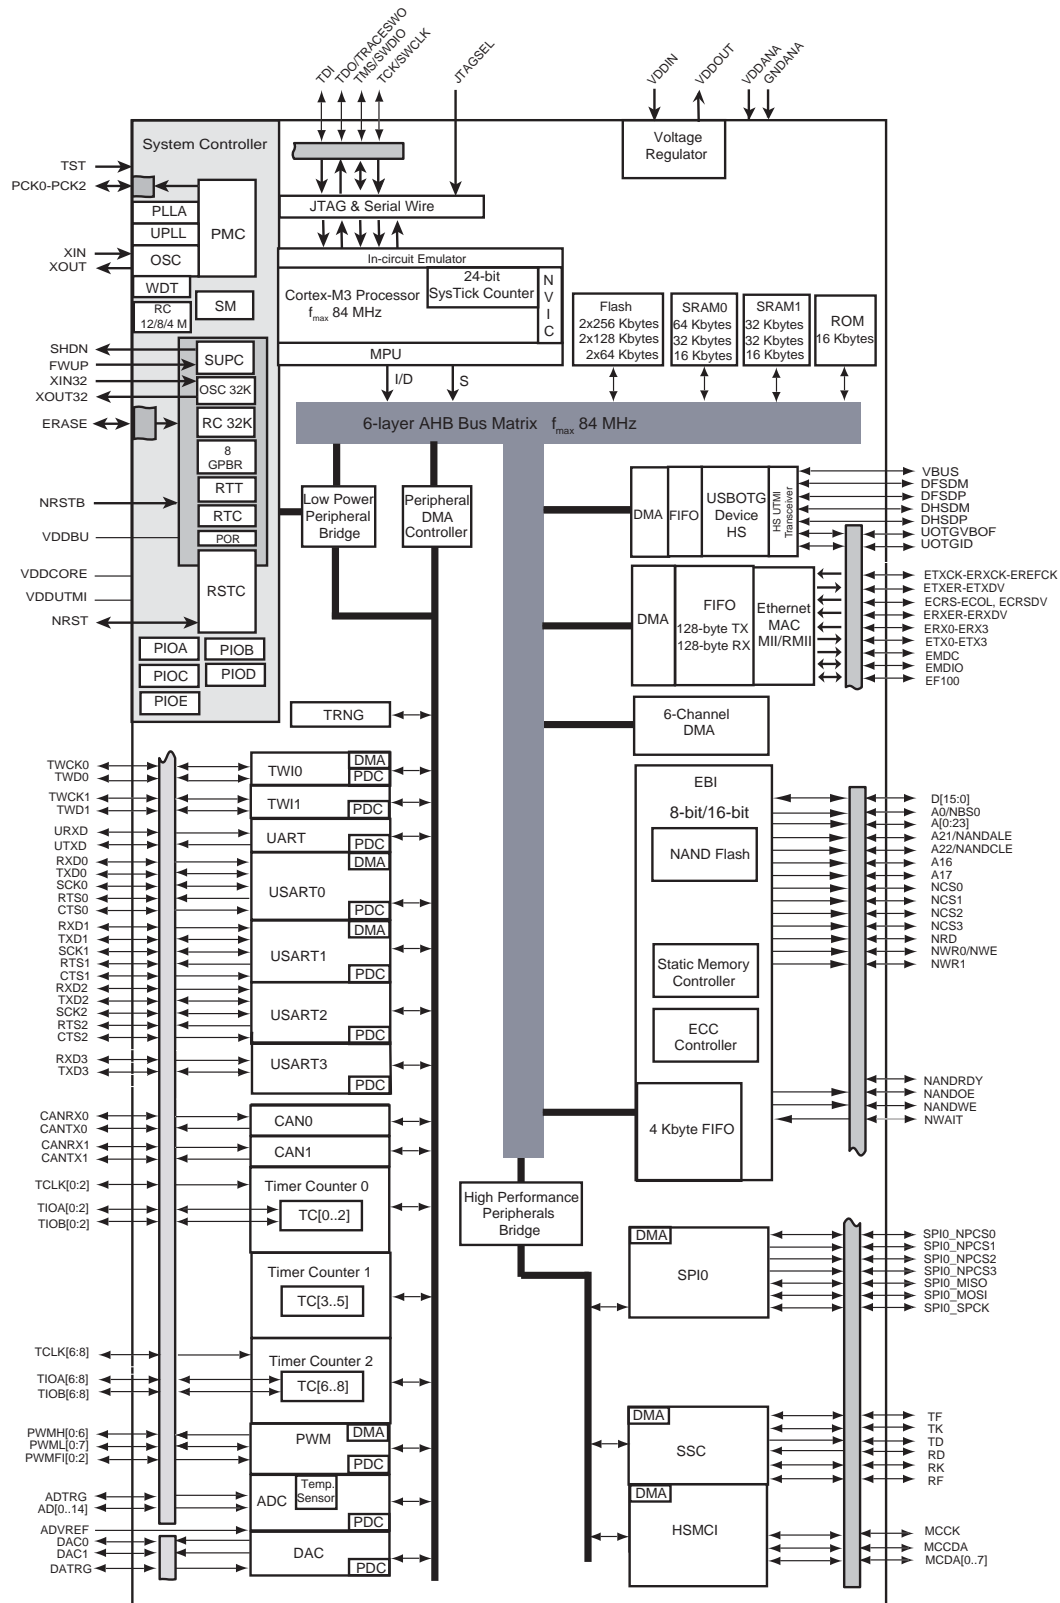 TDI
TDO/TRACESWO
TMS/SWDIO
TCK/SWCLK
JTAGSEL
VDDIN
VDDOUT
VDDANA
GNDANA
System Controller
Voltage
Regulator
TST
PCK0-PCK2
XIN
XOUT
SHDN
FWUP
XIN32
XOUT32
ERASE
NRSTB
VDDBU
VDDCORE
VDDUTMI
NRST
PLLA
UPLL
OSC
PMC
WDT
RC
12/8/4 M
SM
SUPC
OSC 32K
RC 32K
8
GPBR
RTT
RTC
POR
RSTC
PIOA
PIOB
PIOC
PIOD
PIOE
JTAG & Serial Wire
In-circuit Emulator
Cortex-M3 Processor
fmax 84 MHz
24-bit
SysTick Counter
N
V
I
C
MPU
I/D
S
Flash
2x256 Kbytes
2x128 Kbytes
2x64 Kbytes
SRAM0
64 Kbytes
32 Kbytes
16 Kbytes
SRAM1
32 Kbytes
32 Kbytes
16 Kbytes
ROM
16 Kbytes
6-layer AHB Bus Matrix fmax 84 MHz
Low Power
Peripheral
Bridge
Peripheral
DMA
Controller
DMA
FIFO
USBOTG
Device
HS
HS UTMI
Transceiver
VBUS
DFSDM
DFSDP
DHSDM
DHSDP
UOTGVBOF
UOTGID
DMA
FIFO
128-byte TX
128-byte RX
Ethernet
MAC
MII/RMII
ETXCK-ERXCK-EREFCK
ETXER-ETXDV
ECRS-ECOL, ECRSDV
ERXER-ERXDV
ERX0-ERX3
ETX0-ETX3
EMDC
EMDIO
EF100
6-Channel
DMA
TRNG
EBI
8-bit/16-bit
NAND Flash
Static Memory
Controller
ECC
Controller
4 Kbyte FIFO
D[15:0]
A0/NBS0
A[0:23]
A21/NANDALE
A22/NANDCLE
A16
A17
NCS0
NCS1
NCS2
NCS3
NRD
NWR0/NWE
NWR1
NANDRDY
NANDOE
NANDWE
NWAIT
TWCK0
TWD0
TWI0
DMA
PDC
TWCK1
TWD1
TWI1
PDC
URXD
UTXD
UART
PDC
RXD0
TXD0
SCK0
RTS0
CTS0
USART0
DMA
PDC
RXD1
TXD1
SCK1
RTS1
CTS1
USART1
DMA
PDC
RXD2
TXD2
SCK2
RTS2
CTS2
USART2
PDC
RXD3
TXD3
USART3
PDC
CANRX0
CANTX0
CAN0
CANRX1
CANTX1
CAN1
TCLK[0:2]
TIOA[0:2]
TIOB[0:2]
Timer Counter 0
TC[0..2]
Timer Counter 1
TC[3..5]
TCLK[6:8]
TIOA[6:8]
TIOB[6:8]
Timer Counter 2
TC[6..8]
PWMH[0:6]
PWML[0:7]
PWMFI[0:2]
PWM
DMA
PDC
ADTRG
AD[0..14]
ADC
Temp.
Sensor
PDC
ADVREF
DAC0
DAC1
DATRG
DAC
PDC
High Performance
Peripherals
Bridge
DMA
SPI0
SPI0_NPCS0
SPI0_NPCS1
SPI0_NPCS2
SPI0_NPCS3
SPI0_MISO
SPI0_MOSI
SPI0_SPCK
DMA
SSC
TF
TK
TD
RD
RK
RF
DMA
HSMCI
MCCK
MCCDA
MCDA[0..7]